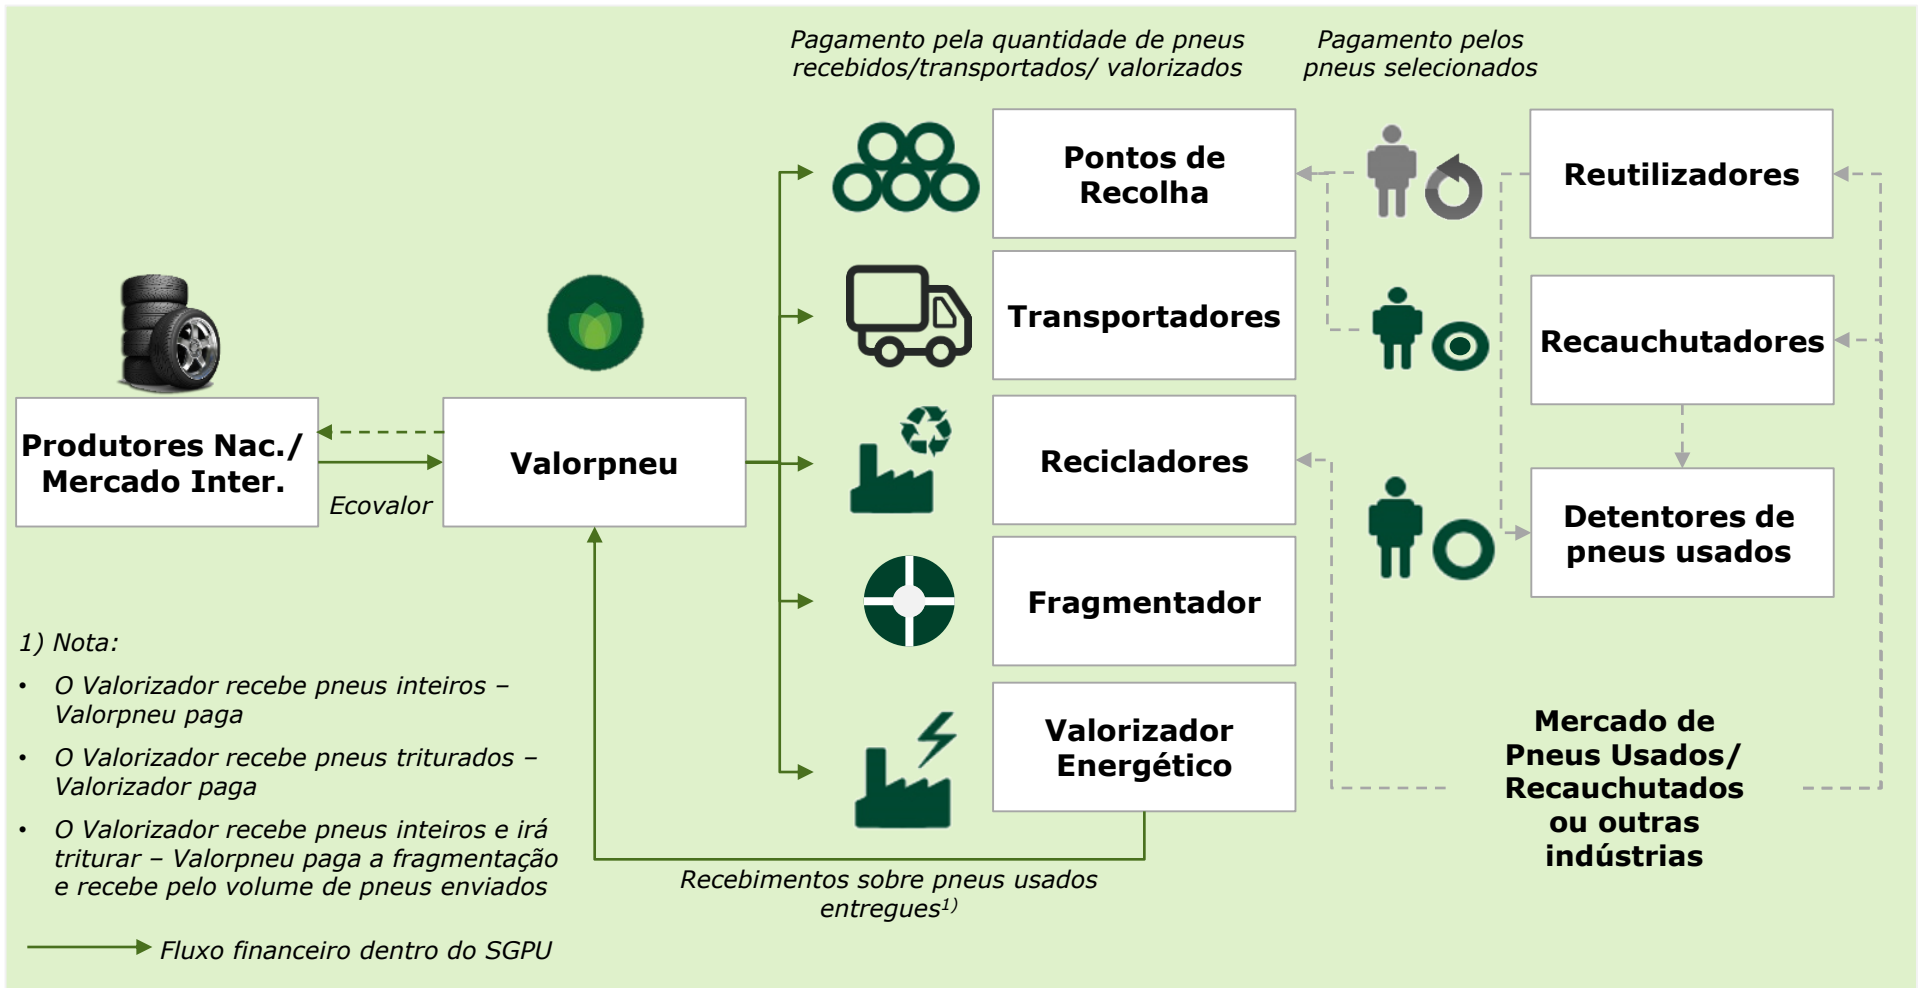 Pagamento pela quantidade de pneus
recebidos/transportados/ valorizados
Pagamento pelos
pneus selecionados
Pontos de
Recolha
Reutilizadores
Transportadores
Recauchutadores
Produtores Nac./
Mercado Inter.
Ecovalor
Valorpneu
Recicladores
Detentores de
pneus usados
Fragmentador
Valorizador
Energético
Mercado de
Pneus Usados/
Recauchutados
ou outras
indústrias
Recebimentos sobre pneus usados
entregues1)
1) Nota:
• O Valorizador recebe pneus inteiros –
Valorpneu paga
• O Valorizador recebe pneus triturados –
Valorizador paga
• O Valorizador recebe pneus inteiros e irá
triturar – Valorpneu paga a fragmentação
e recebe pelo volume de pneus enviados
Fluxo financeiro dentro do SGPU